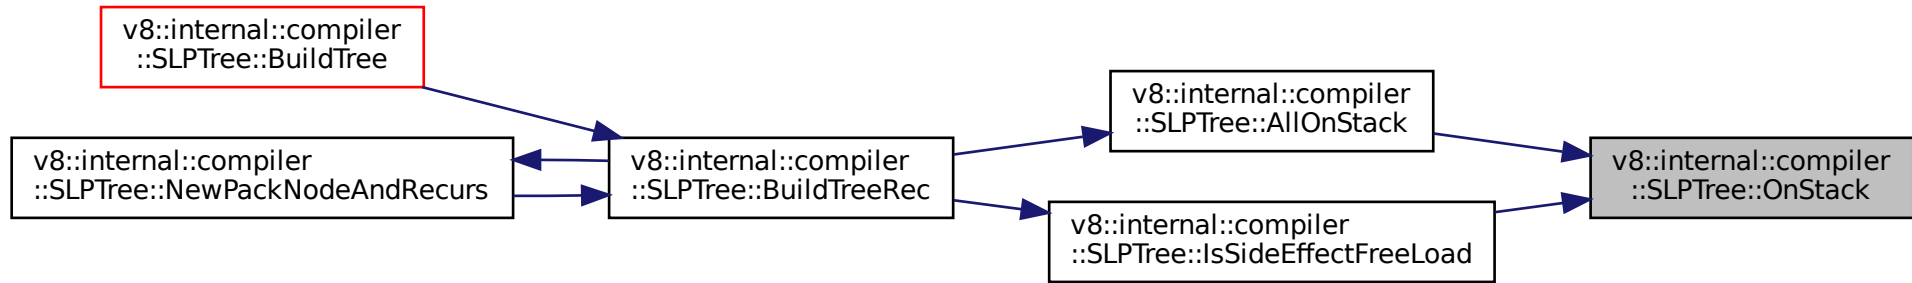 v8::internal::compiler
::SLPTree::BuildTree
v8::internal::compiler
::SLPTree::NewPackNodeAndRecurs
v8::internal::compiler
::SLPTree::BuildTreeRec
v8::internal::compiler
::SLPTree::AllOnStack
v8::internal::compiler
::SLPTree::IsSideEffectFreeLoad
v8::internal::compiler
::SLPTree::OnStack